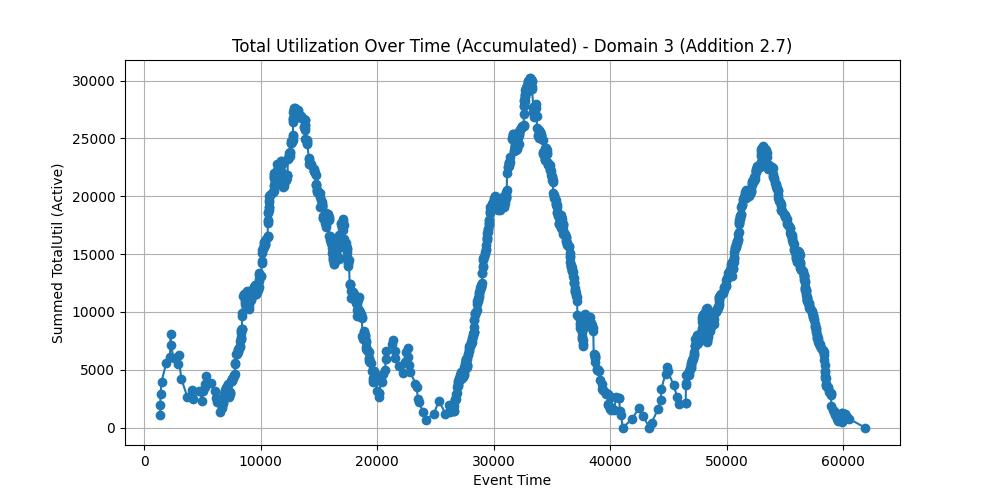 Total Utilization Over Time (Accumulated) - Domain 3 (Addition 2.7)
Summed TotalUtil (Active)
30000
25000
20000
15000
10000
5000
0
0 10000 20000 30000 40000 50000 60000
Event Time